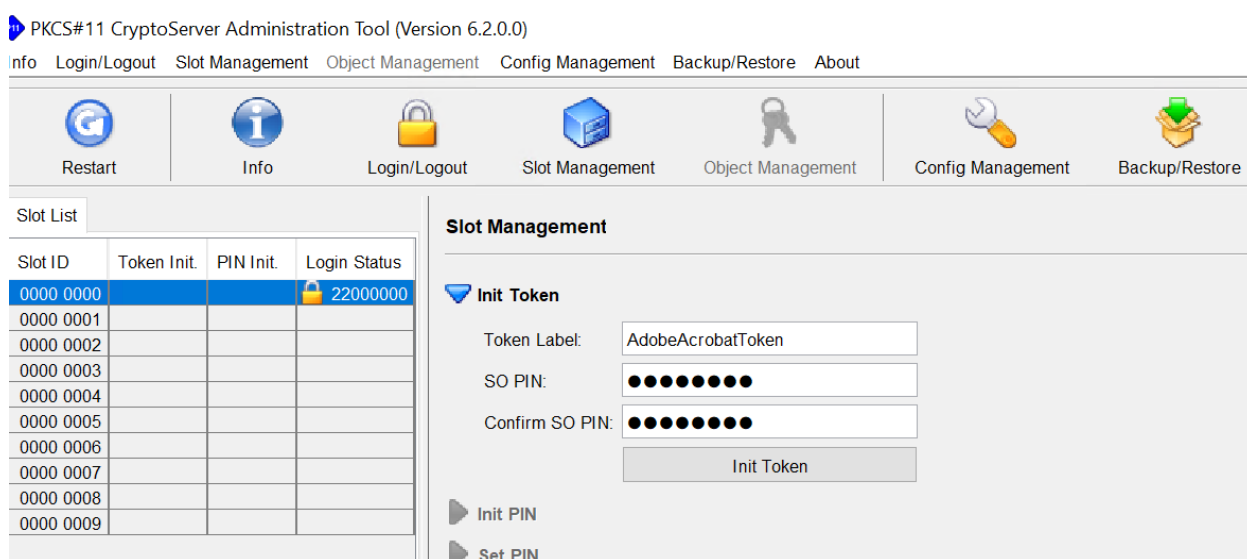 PKCS#11 CryptoServer Administration Tool (Version 6.2.0.0)
nfo Login/Logout Slot Management Object Management Config Management Backup/Restore About
Restart Info Login/Logout Slot Management Object Management Config Management Backup/Restore
Slot List
Slot ID Token Init. PIN Init. Login Status
0000 0000 22000000
0000 0001
0000 0002
0000 0003
0000 0004
0000 0005
0000 0006
0000 0007
0000 0008
0000 0009
Slot Management
Init Token
Token Label: AdobeAcrobatToken
SO PIN: ●●●●●●●●
Confirm SO PIN: ●●●●●●●●
Init Token
Init PIN
Set PIN